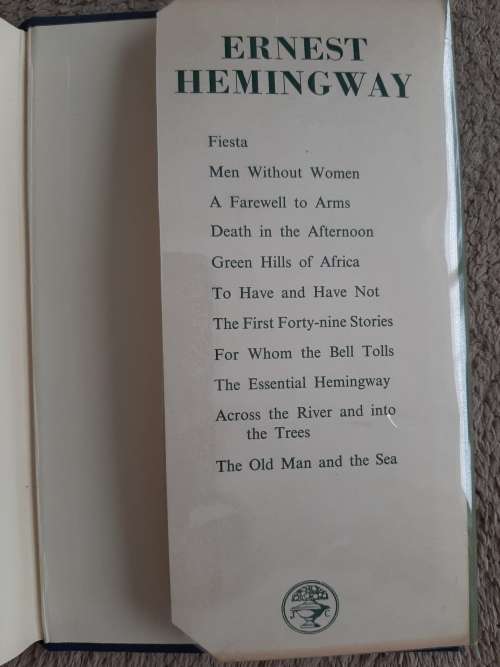 ERNEST
HEMINGWAY
Fiesta
Men Without Women
A Farewell to Arms
Death in the Afternoon
Green Hills of Africa
To Have and Have Not
The First Forty-nine Stories
For Whom the Bell Tolls
The Essential Hemingway
Across the River and into
the Trees
The Old Man and the Sea
J C